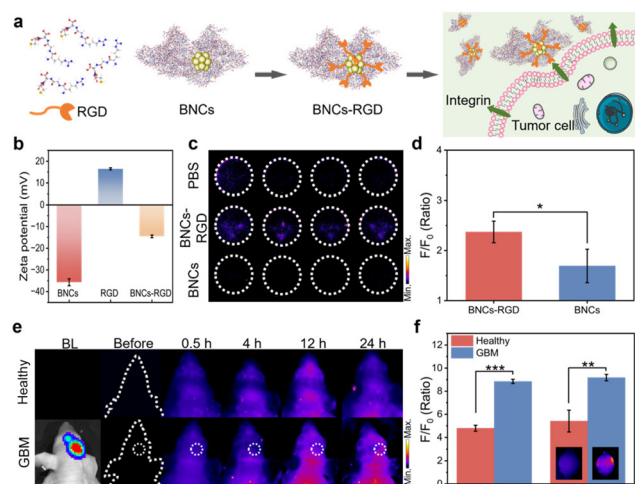 a
RGD
BNCs
BNCs-RGD
Integrin
Tumor cell
b
Zeta potential (mV)
20
10
0
−10
−20
−30
−40
BNCs
RGD
BNCs-RGD
c
PBS
BNCs-
RGD
BNCs
Max.
Min.
d
F/F0 (Ratio)
4
3
2
1
*
BNCs-RGD
BNCs
e
BL
Before
0.5 h
4 h
12 h
24 h
Healthy
GBM
Max.
Min.
f
F/F0 (Ratio)
12
10
8
6
4
2
0
Healthy
GBM
***
**